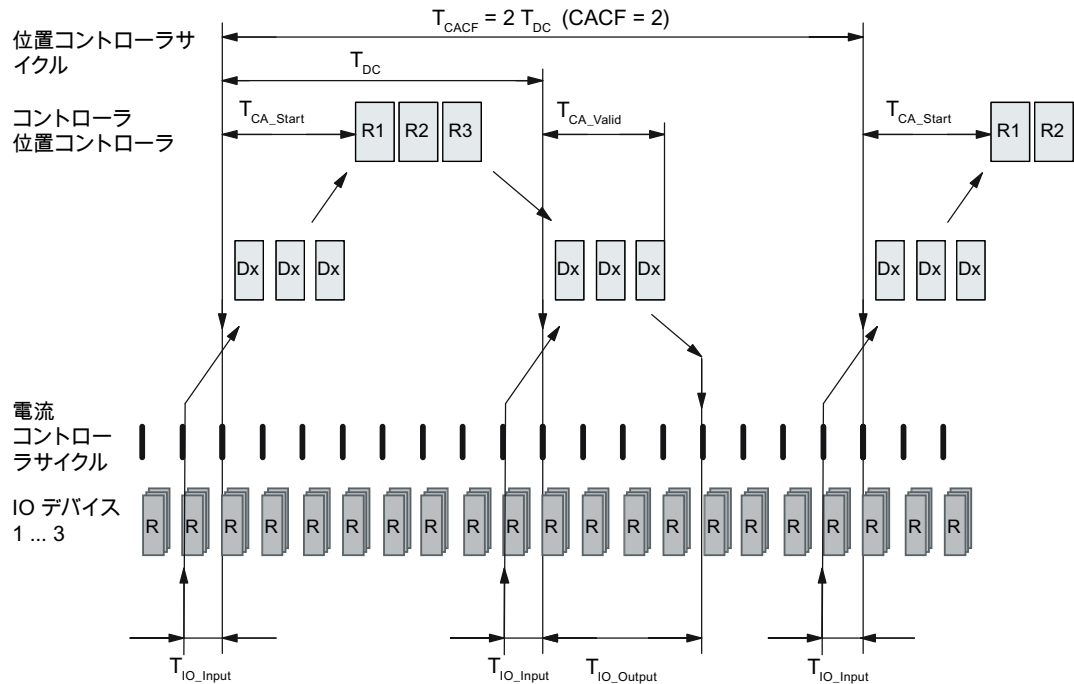 T_CACF = 2 T_DC (CACF = 2)
位置コントローラサ
イクル
T_DC
コントローラ
位置コントローラ
T_CA_Start
R1 R2 R3
T_CA_Valid
T_CA_Start
R1 R2
Dx Dx Dx
Dx Dx Dx
Dx Dx Dx
電流
コントロー
ラサイクル
IO デバイス
1 ... 3
R R R R R R R R R R R R R R R R R R R R R
T_IO_Input
T_IO_Input
T_IO_Output
T_IO_Input